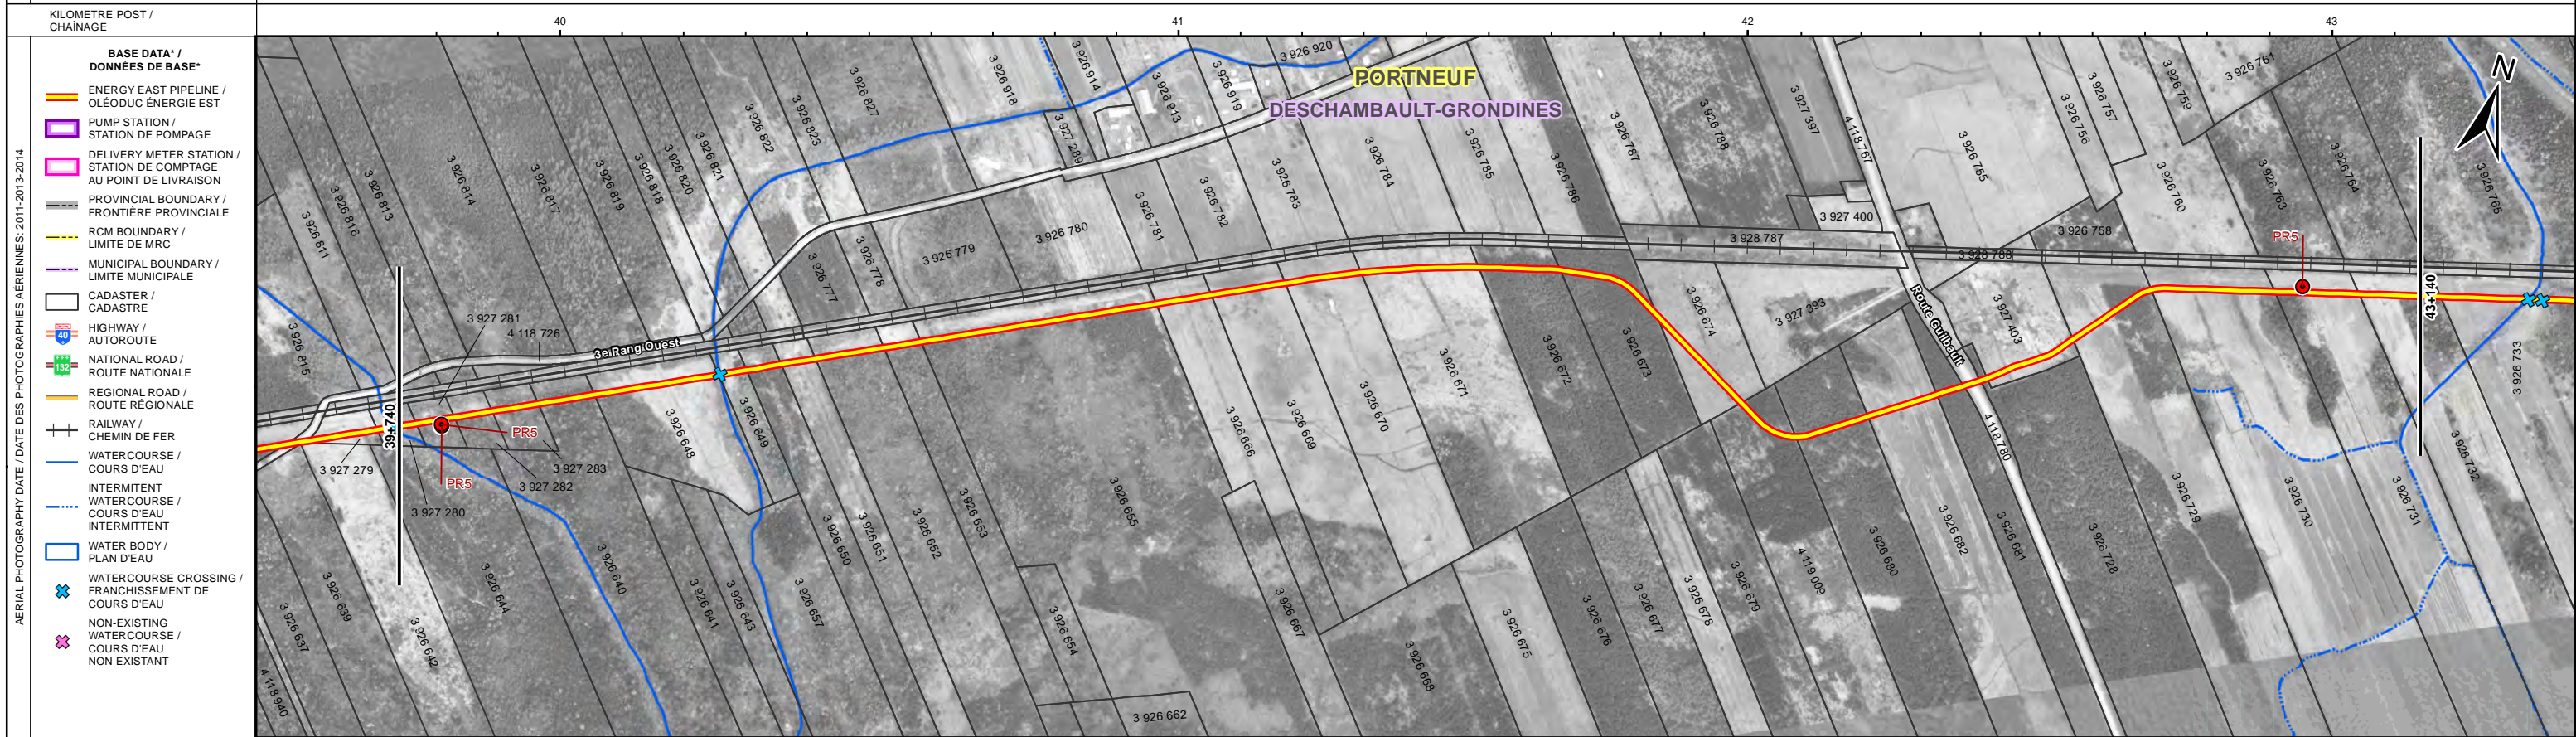 KILOMETRE POST /
CHAÎNAGE
40
41
42
43
AERIAL PHOTOGRAPHY DATE / DATE DES PHOTOGRAPHIES AÉRIENNES: 2011-2013-2014
BASE DATA* /
DONNÉES DE BASE*
ENERGY EAST PIPELINE /
OLÉODUC ÉNERGIE EST
PUMP STATION /
STATION DE POMPAGE
DELIVERY METER STATION /
STATION DE COMPTAGE
AU POINT DE LIVRAISON
PROVINCIAL BOUNDARY /
FRONTIÈRE PROVINCIALE
RCM BOUNDARY /
LIMITE DE MRC
MUNICIPAL BOUNDARY /
LIMITE MUNICIPALE
CADASTER /
CADASTRE
40
HIGHWAY /
AUTOROUTE
132
NATIONAL ROAD /
ROUTE NATIONALE
REGIONAL ROAD /
ROUTE RÉGIONALE
RAILWAY /
CHEMIN DE FER
WATERCOURSE /
COURS D'EAU
INTERMITENT
WATERCOURSE /
COURS D'EAU
INTERMITTENT
WATER BODY /
PLAN D'EAU
WATERCOURSE CROSSING /
FRANCHISSEMENT DE
COURS D'EAU
NON-EXISTING
WATERCOURSE /
COURS D'EAU
NON EXISTANT
PORTNEUF
DESCHAMBAULT-GRONDINES
N
3 926 811
3 926 816
3 926 813
3 926 814
3 926 817
3 926 819
3 926 818
3 926 820
3 926 821
3 926 822
3 926 823
3 926 827
3 926 918
3 926 914
3 927 289
3 926 913
3 926 919
3 926 920
3 926 815
3 927 281
4 118 726
3e Rang Ouest
3 926 777
3 926 778
3 926 779
3 926 780
3 926 781
3 926 782
3 926 783
3 926 784
3 926 785
3 926 786
3 926 787
3 926 788
3 927 397
4 118 767
3 927 400
3 928 787
3 928 788
3 926 755
3 926 756
3 926 757
3 926 758
3 926 759
3 926 760
3 926 761
3 926 763
3 926 764
3 926 765
39+740
43+140
PR5
PR5
PR5
3 927 279
3 927 280
3 927 282
3 927 283
3 926 637
3 926 639
3 926 642
3 926 644
3 926 640
3 926 641
3 926 643
3 926 648
3 926 649
3 926 657
3 926 650
3 926 651
3 926 652
3 926 653
3 926 654
3 926 655
3 926 662
3 926 666
3 926 667
3 926 669
3 926 668
3 926 670
3 926 671
3 926 672
3 926 673
3 926 674
3 927 393
3 926 675
3 926 676
3 926 677
3 926 678
3 926 679
4 119 009
3 926 680
3 926 682
3 926 681
Route Guilbault
3 927 403
4 118 780
3 926 728
3 926 729
3 926 730
3 926 731
3 926 732
3 926 733
4 118 940